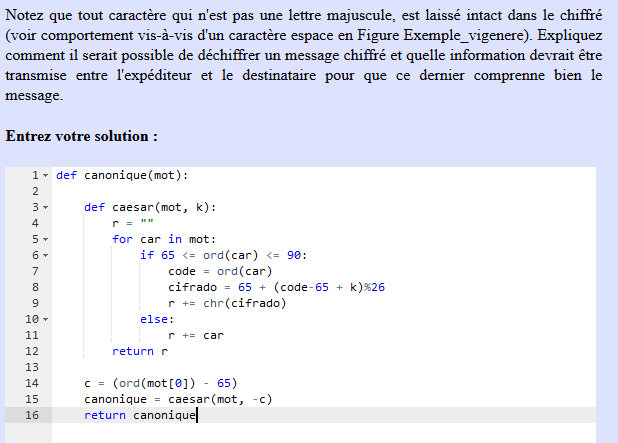 Notez que tout caractère qui n'est pas une lettre majuscule, est laissé intact dans le chiffré
(voir comportement vis-à-vis d'un caractère espace en Figure Exemple_vigenere). Expliquez
comment il serait possible de déchiffrer un message chiffré et quelle information devrait être
transmise entre l'expéditeur et le destinataire pour que ce dernier comprenne bien le
message.
Entrez votre solution :
1 def canonique(mot):
2
3     def caesar(mot, k):
4         r = ""
5         for car in mot:
6             if 65 <= ord(car) <= 90:
7                 code = ord(car)
8                 cifrado = 65 + (code-65 + k)%26
9                 r += chr(cifrado)
10             else:
11                 r += car
12         return r
13
14     c = (ord(mot[0]) - 65)
15     canonique = caesar(mot, -c)
16     return canonique